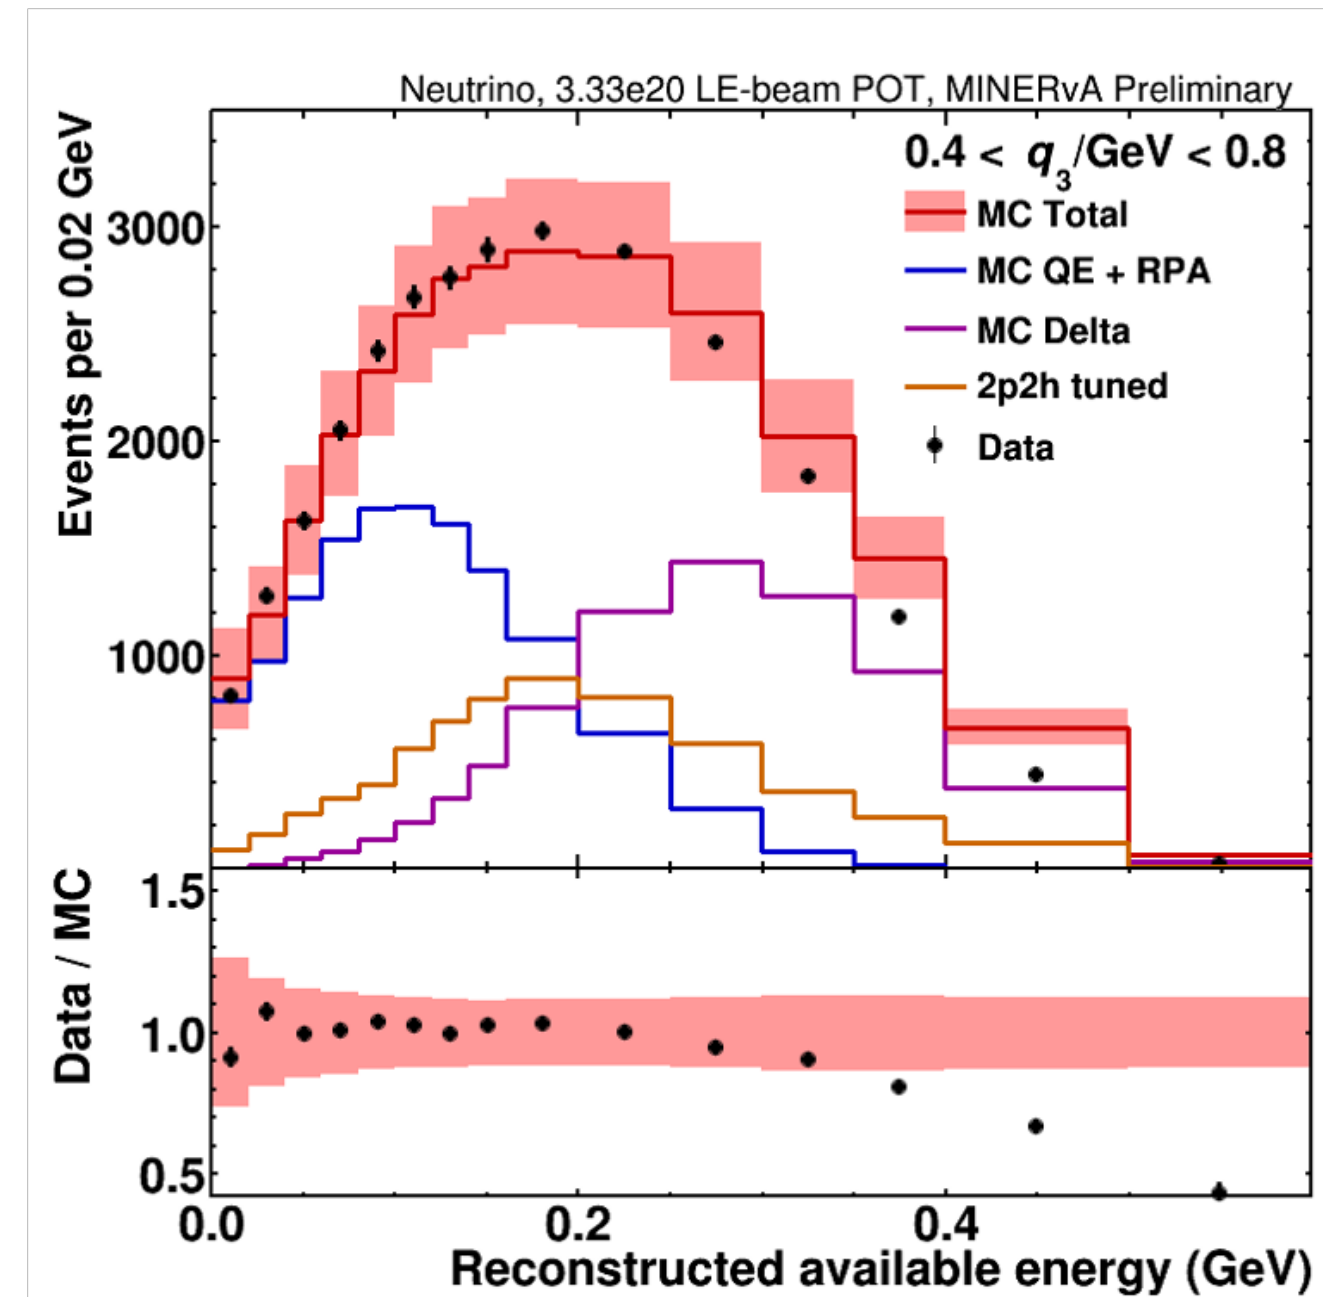 Neutrino, 3.33e20 LE-beam POT, MINERvA Preliminary
0.4 < q3/GeV < 0.8
MC Total
MC QE + RPA
MC Delta
2p2h tuned
Data
Events per 0.02 GeV
3000
2000
1000
Data / MC
1.5
1.0
0.5
0.0 0.2 0.4
Reconstructed available energy (GeV)